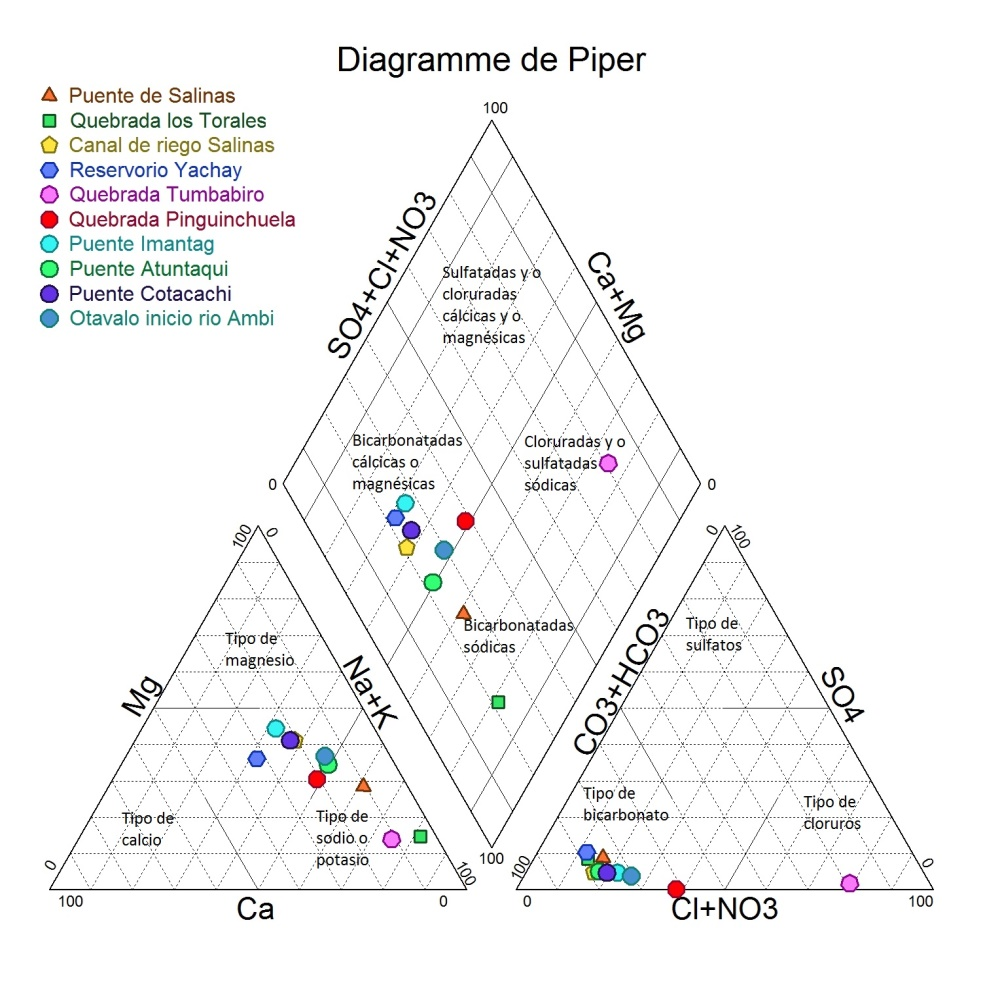 Diagramme de Piper
Puente de Salinas
Quebrada los Torales
Canal de riego Salinas
Reservorio Yachay
Quebrada Tumbabiro
Quebrada Pinguinchuela
Puente Imantag
Puente Atuntaqui
Puente Cotacachi
Otavalo inicio rio Ambi
100
SO4+Cl+NO3
Ca+Mg
Sulfatadas y o
cloruradas
cálcicas y o
magnésicas
Bicarbonatadas
cálcicas o
magnésicas
Cloruradas y o
sulfatadas
sódicas
0
0
100
0
0
100
Bicarbonatadas
sódicas
Tipo de
magnesio
Tipo de
sulfatos
Mg
Na+K
CO3+HCO3
SO4
Tipo de
calcio
Tipo de
sodio o
potasio
Tipo de
bicarbonato
Tipo de
cloruros
0
100
100
100
0
100
Ca
0
0
Cl+NO3
100